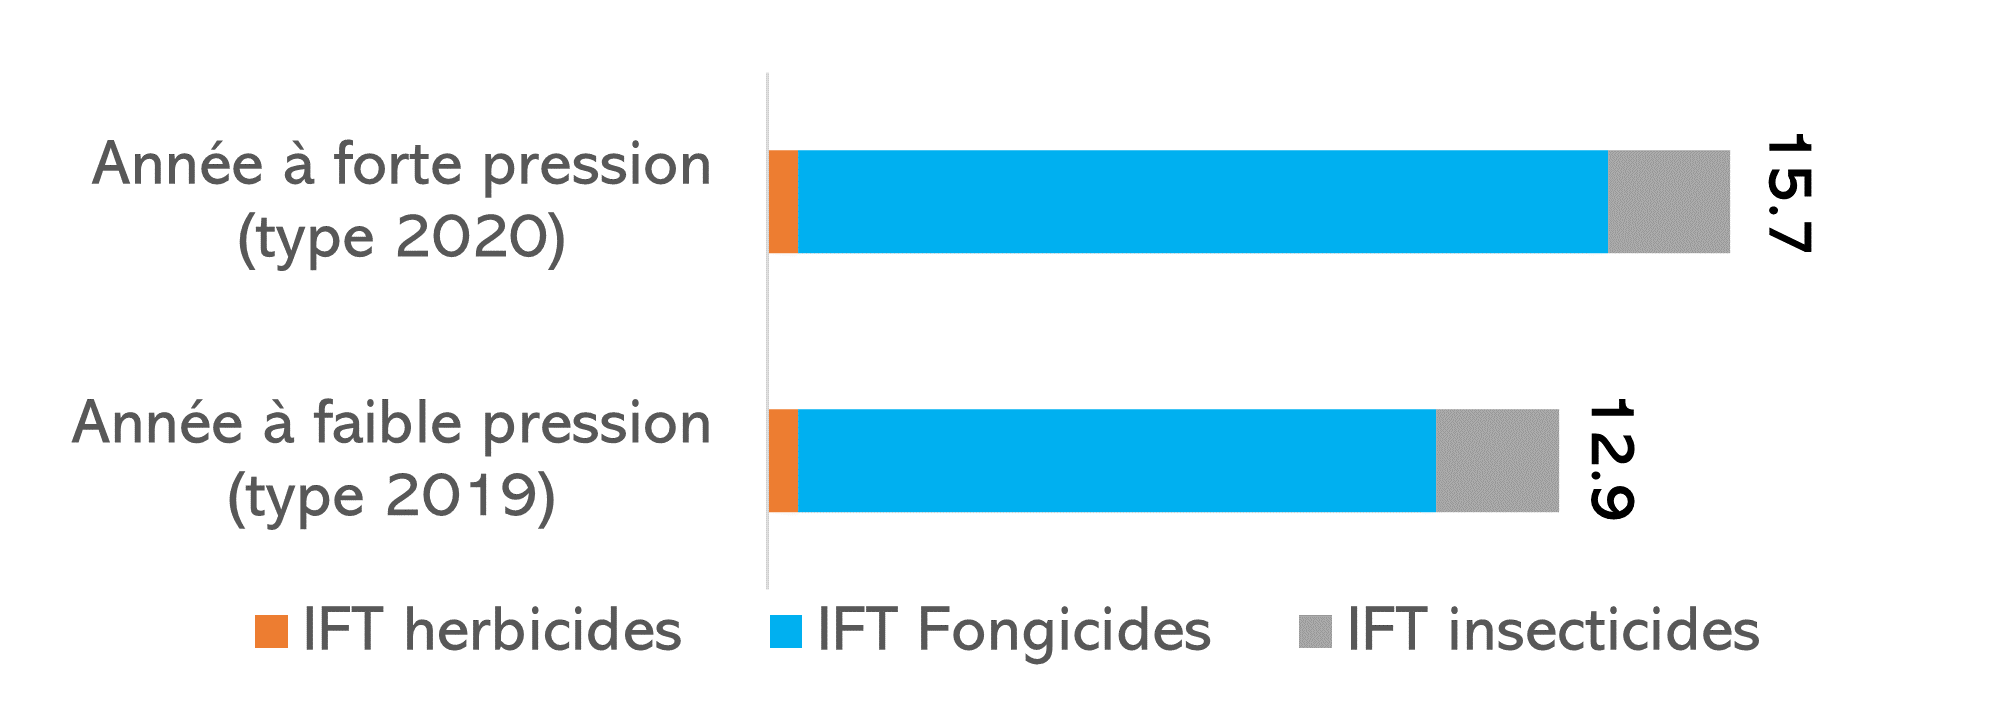 Année à forte pression
(type 2020)
15.7
Année à faible pression
(type 2019)
12.9
IFT herbicides
IFT Fongicides
IFT insecticides